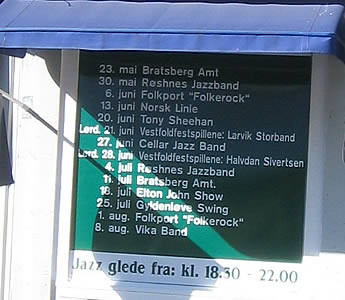 23. mai Bratsberg Amt
30. mai Røshnes Jazzband
6. juni Folkport "Folkerock"
13. juni Norsk Linie
20. juni Tony Sheehan
Lørd. 21. juni Vestfoldfestspillene: Larvik Storband
27. juni Cellar Jazz Band
Lørd. 28. juni Vestfoldfestspillene: Halvdan Sivertsen
4. juli Røshnes Jazzband
11. juli Bratsberg Amt.
18. juli Elton John Show
25. juli Gyldenløve Swing
1. aug. Folkport "Folkerock"
8. aug. Vika Band
Jazz glede fra: kl. 18.30 - 22.00